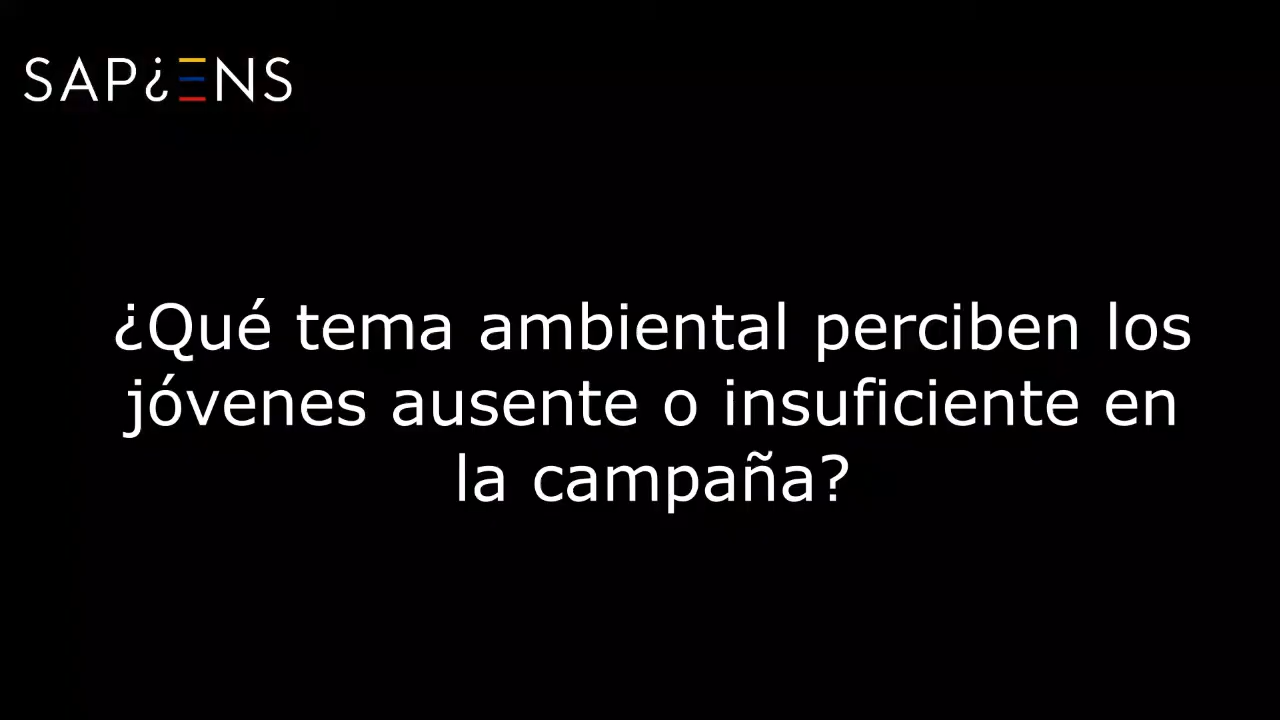 SAP¿ENS
¿Qué tema ambiental perciben los
jóvenes ausente o insuficiente en
la campaña?